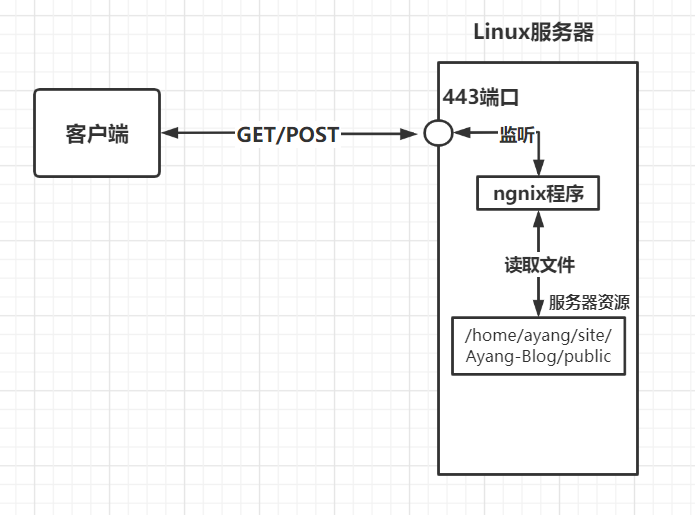 Linux服务器
443端口
客户端
GET/POST
监听
ngnix程序
读取文件
服务器资源
/home/ayang/site/
Ayang-Blog/public